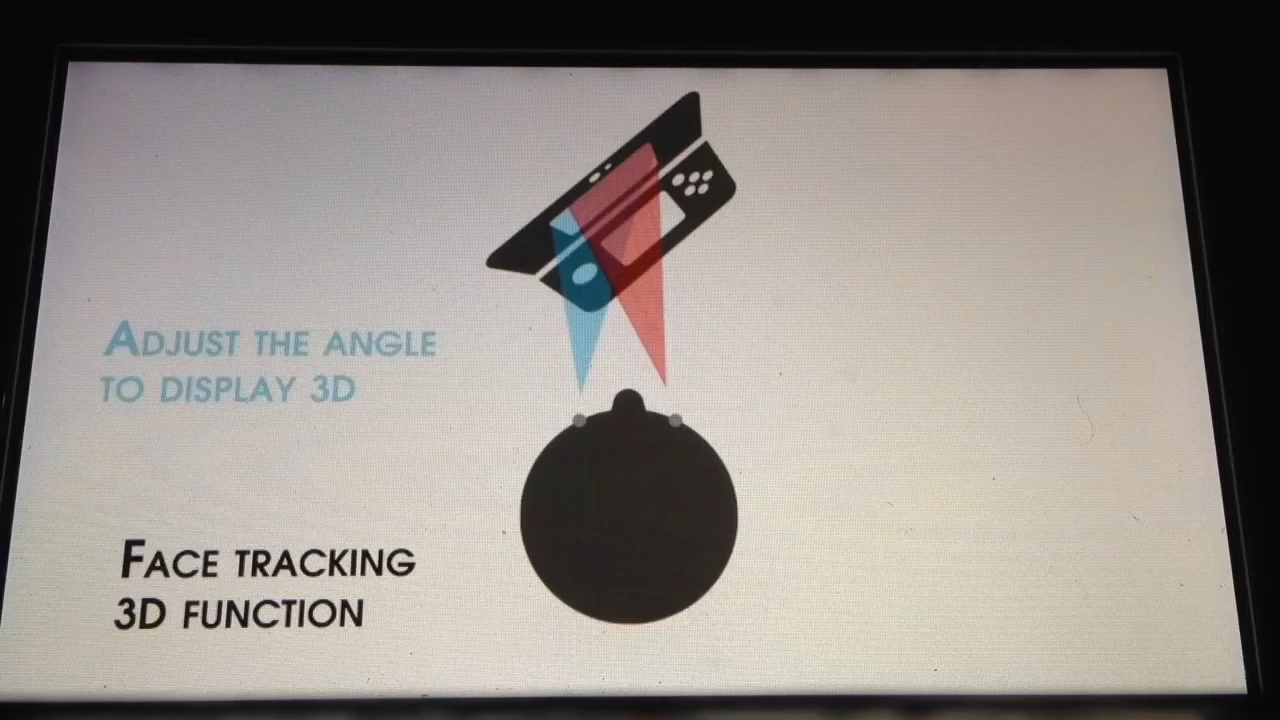 Adjust the angle
to display 3D
Face tracking
3D function